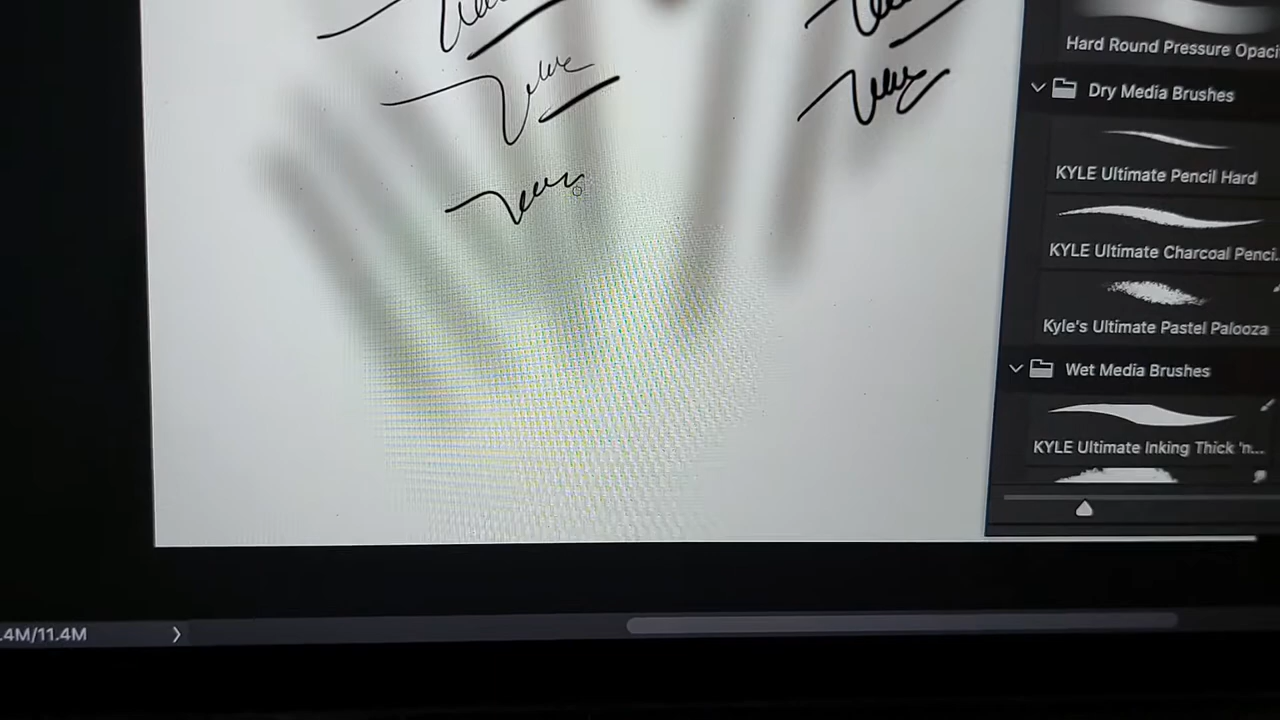 Hard Round Pressure Opaci
Dry Media Brushes
KYLE Ultimate Pencil Hard
KYLE Ultimate Charcoal Penci...
Kyle's Ultimate Pastel Palooza
Wet Media Brushes
KYLE Ultimate Inking Thick 'n...
.4M/11.4M